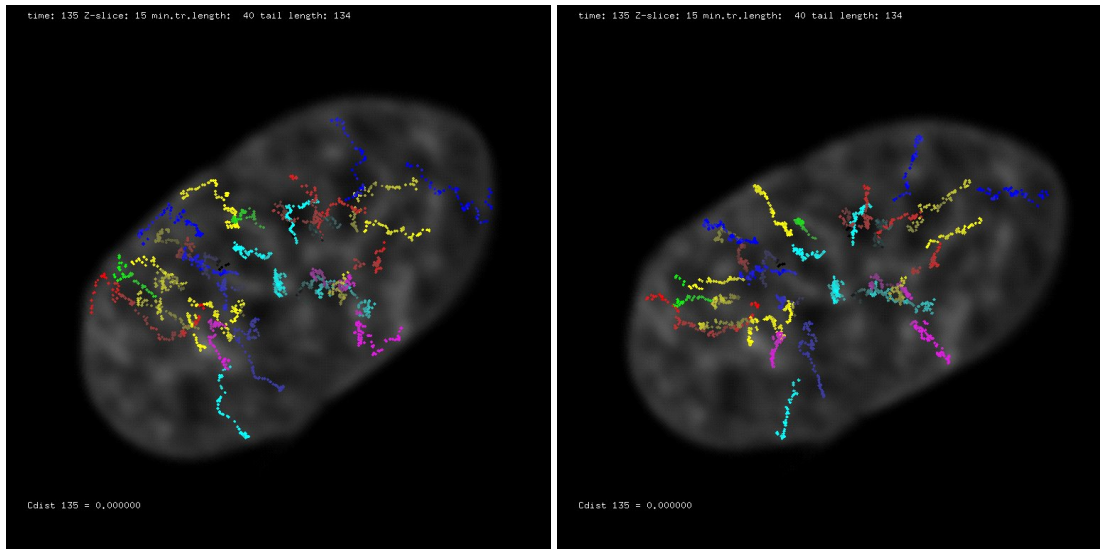 time: 135 Z-slice: 15 min.tr.length:  40 tail length: 134
time: 135 Z-slice: 15 min.tr.length:  40 tail length: 134
Cdist 135 = 0.000000
Cdist 135 = 0.000000